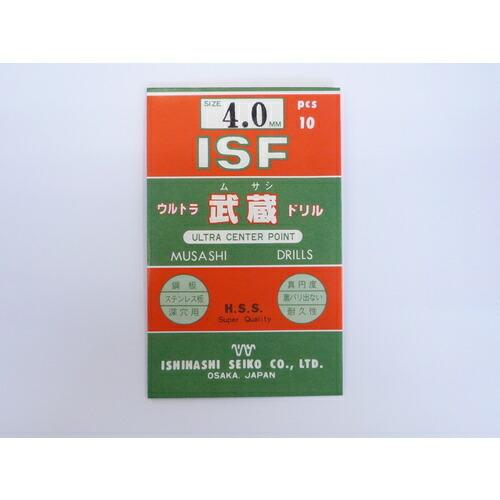 SIZE 4.0 MM
pcs
10
ISF
ムサシ
ウルトラ 武蔵 ドリル
ULTRA CENTER POINT
MUSASHI DRILLS
鋼板
ステンレス板
深穴用
H.S.S.
Super Quality
真円度
裏バリ出ない
耐久性
ISHIHASHI SEIKO CO., LTD.
OSAKA, JAPAN